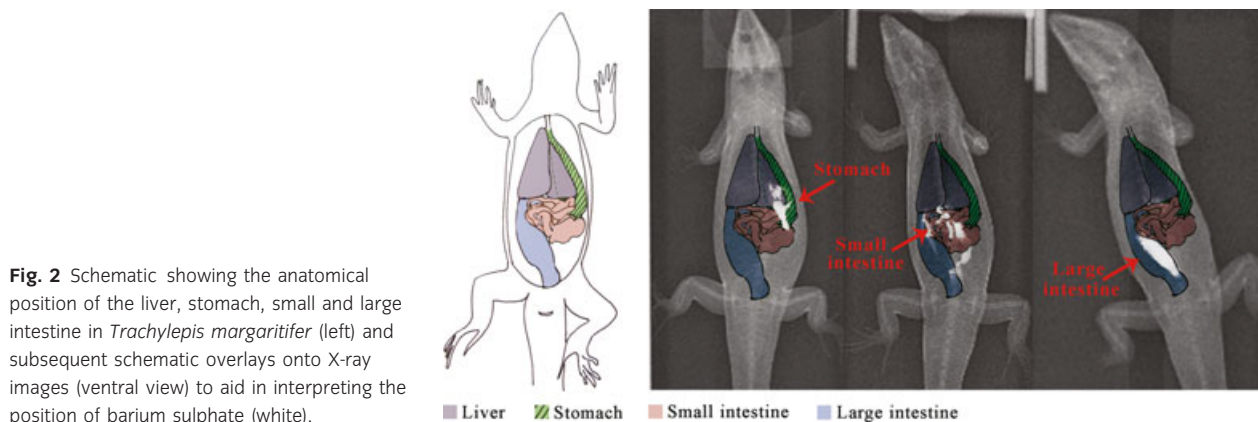 Fig. 2 Schematic showing the anatomical
position of the liver, stomach, small and large
intestine in Trachylepis margaritifer (left) and
subsequent schematic overlays onto X-ray
images (ventral view) to aid in interpreting the
position of barium sulphate (white).
Stomach
Small
intestine
Large
intestine
Liver Stomach Small intestine Large intestine